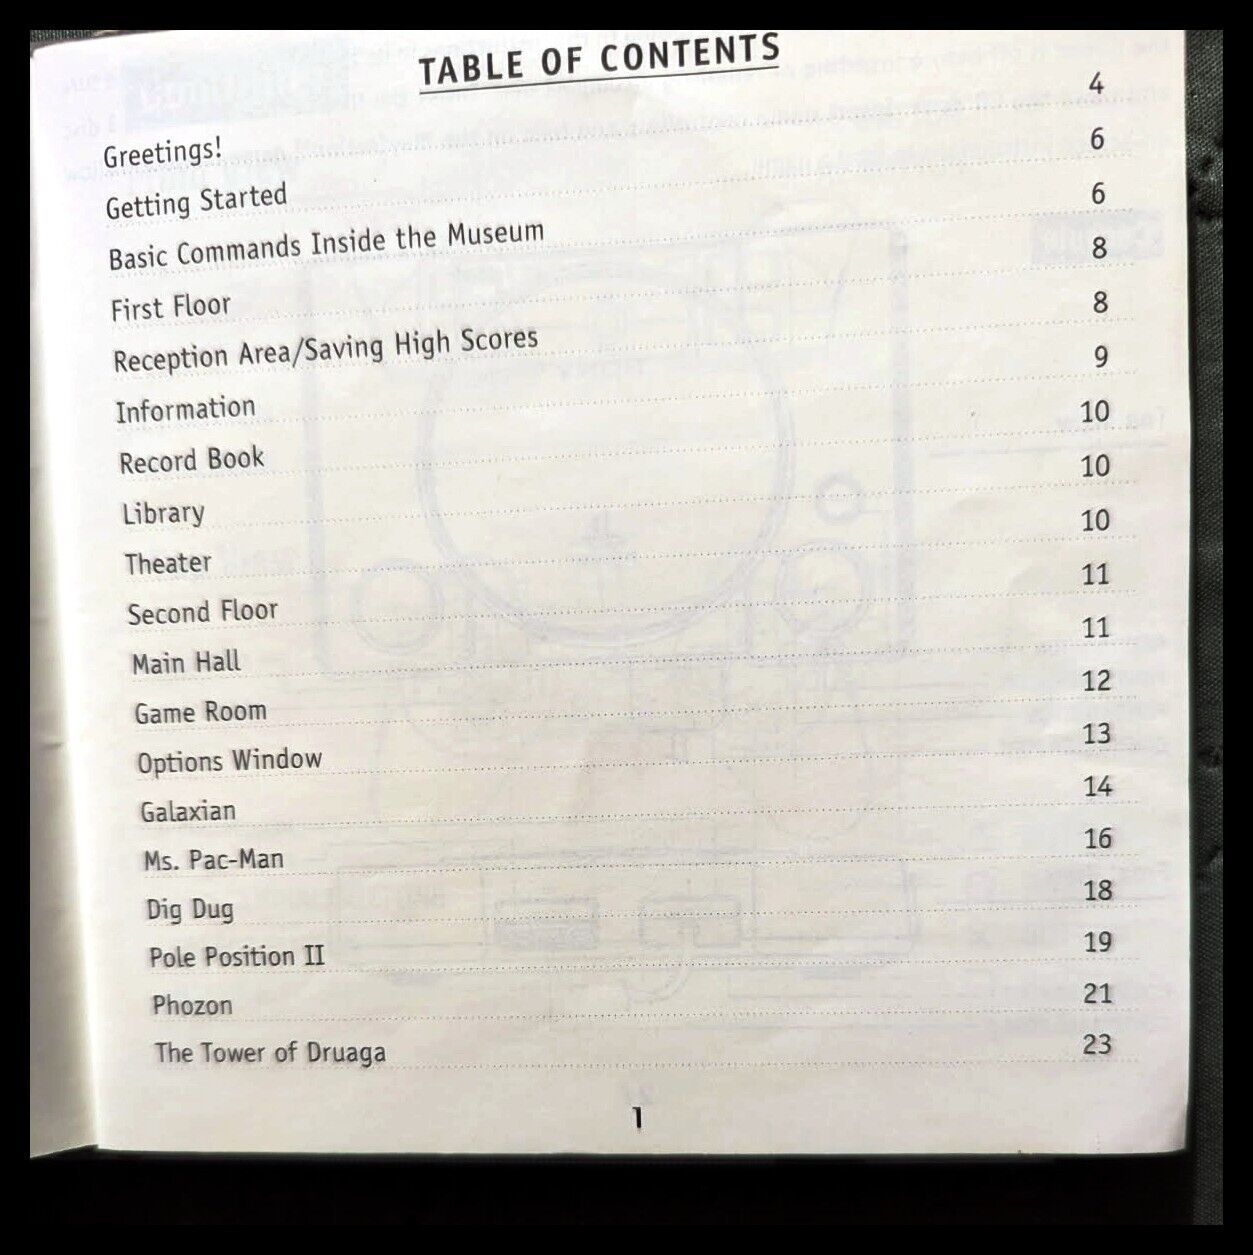 TABLE OF CONTENTS
Greetings! 4
Getting Started 6
Basic Commands Inside the Museum 6
First Floor 8
Reception Area/Saving High Scores 8
Information 9
Record Book 10
Library 10
Theater 10
Second Floor 11
Main Hall 11
Game Room 12
Options Window 13
Galaxian 14
Ms. Pac-Man 16
Dig Dug 18
Pole Position II 19
Phozon 21
The Tower of Druaga 23
1